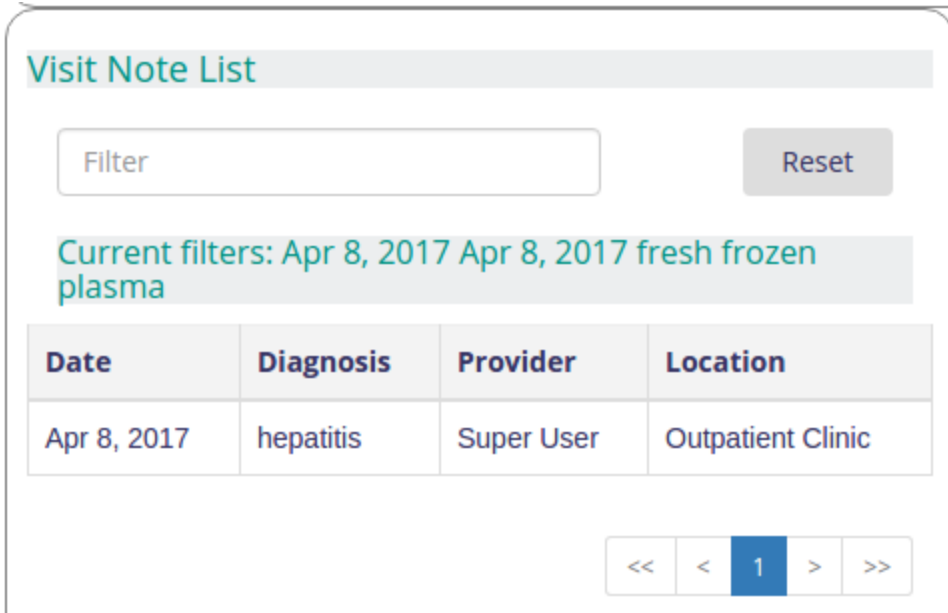 Visit Note List
Filter
Reset
Current filters: Apr 8, 2017 Apr 8, 2017 fresh frozen
plasma
Date Diagnosis Provider Location
Apr 8, 2017 hepatitis Super User Outpatient Clinic
<< < 1 > >>